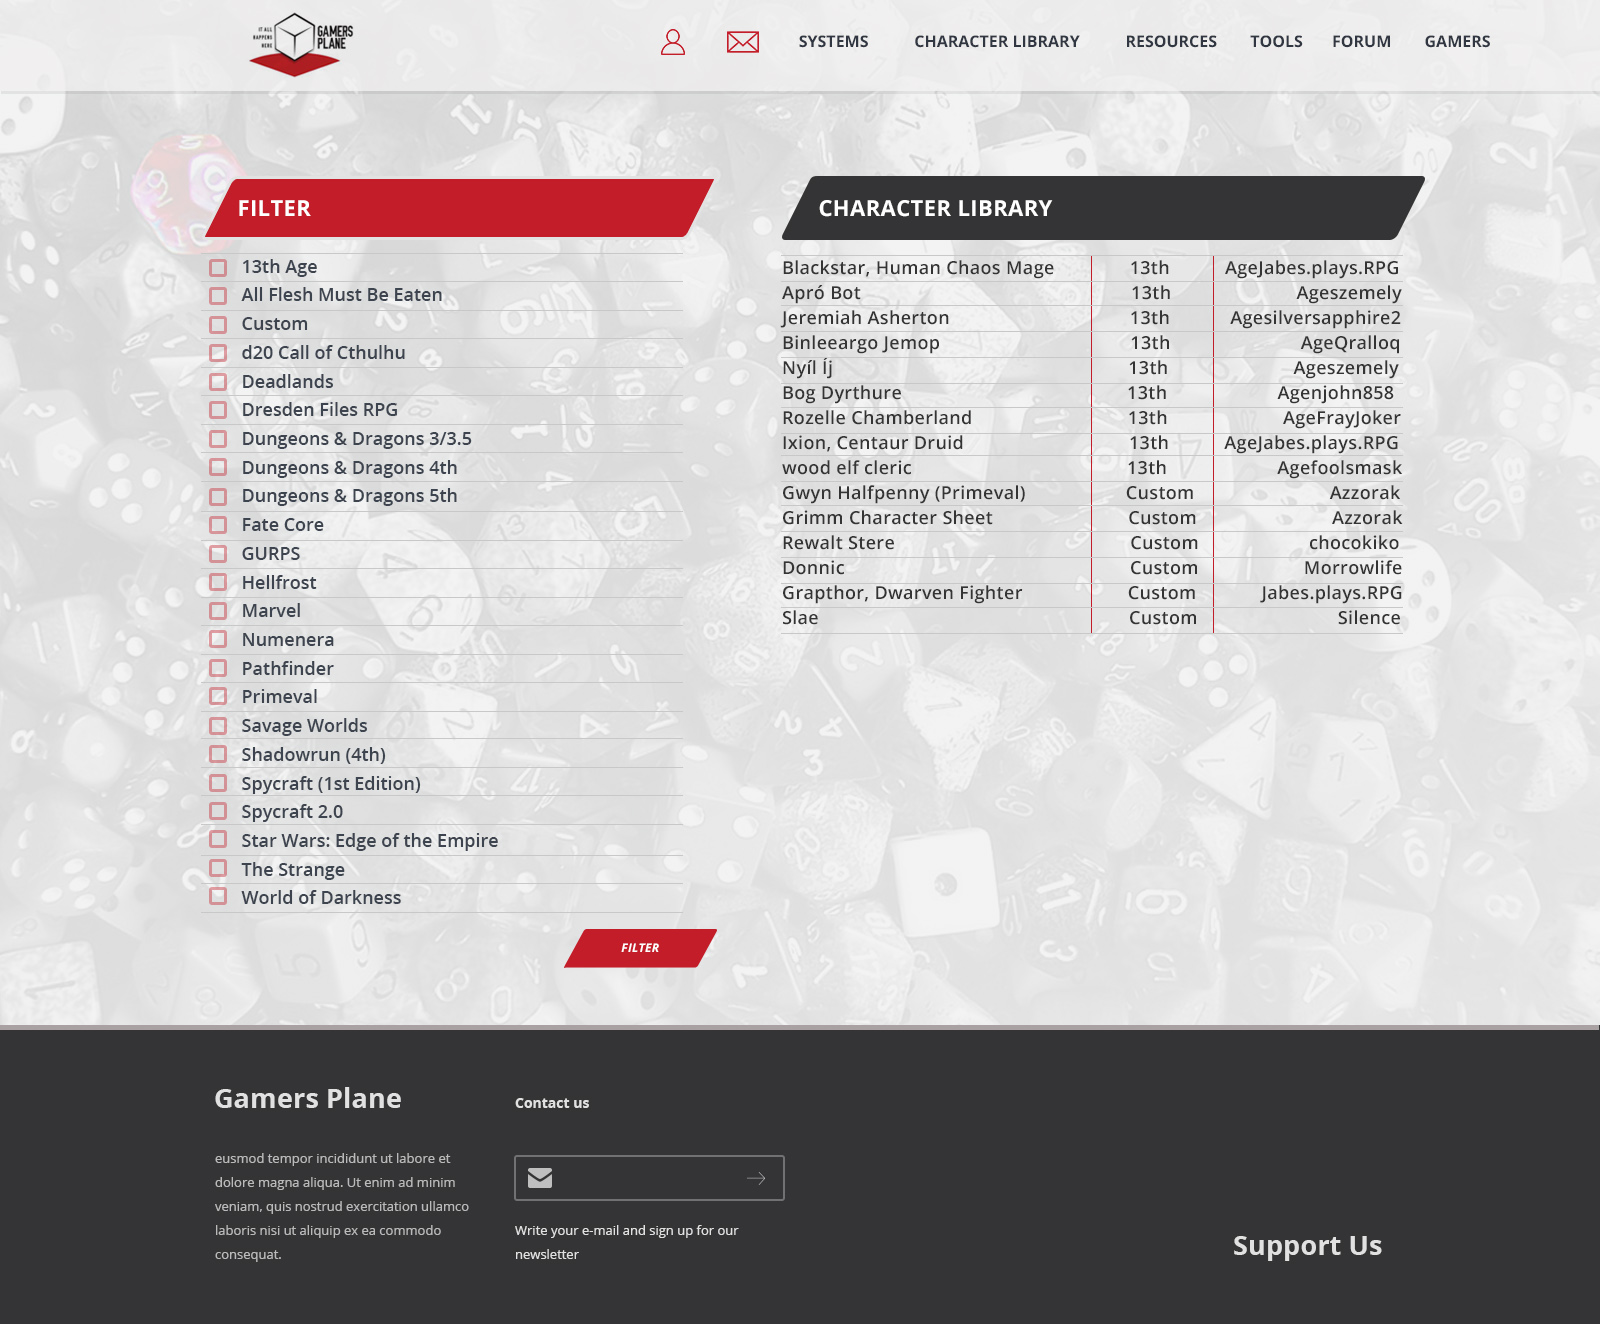 IT ALL
HAPPENS
HERE
GAMERS
PLANE
SYSTEMS
CHARACTER LIBRARY
RESOURCES
TOOLS
FORUM
GAMERS
FILTER
13th Age
All Flesh Must Be Eaten
Custom
d20 Call of Cthulhu
Deadlands
Dresden Files RPG
Dungeons & Dragons 3/3.5
Dungeons & Dragons 4th
Dungeons & Dragons 5th
Fate Core
GURPS
Hellfrost
Marvel
Numenera
Pathfinder
Primeval
Savage Worlds
Shadowrun (4th)
Spycraft (1st Edition)
Spycraft 2.0
Star Wars: Edge of the Empire
The Strange
World of Darkness
FILTER
CHARACTER LIBRARY
Blackstar, Human Chaos Mage 13th AgeJabes.plays.RPG
Apró Bot 13th Ageszemely
Jeremiah Asherton 13th Agesilversapphire2
Binleeargo Jemop 13th AgeQralloq
Nyíl Íj 13th Ageszemely
Bog Dyrthure 13th Agenjohn858
Rozelle Chamberland 13th AgeFrayJoker
Ixion, Centaur Druid 13th AgeJabes.plays.RPG
wood elf cleric 13th Agefoolsmask
Gwyn Halfpenny (Primeval) Custom Azzorak
Grimm Character Sheet Custom Azzorak
Rewalt Stere Custom chocokiko
Donnic Custom Morrowlife
Grapthor, Dwarven Fighter Custom Jabes.plays.RPG
Slae Custom Silence
Gamers Plane
eusmod tempor incididunt ut labore et
dolore magna aliqua. Ut enim ad minim
veniam, quis nostrud exercitation ullamco
laboris nisi ut aliquip ex ea commodo
consequat.
Contact us
Write your e-mail and sign up for our
newsletter
Support Us